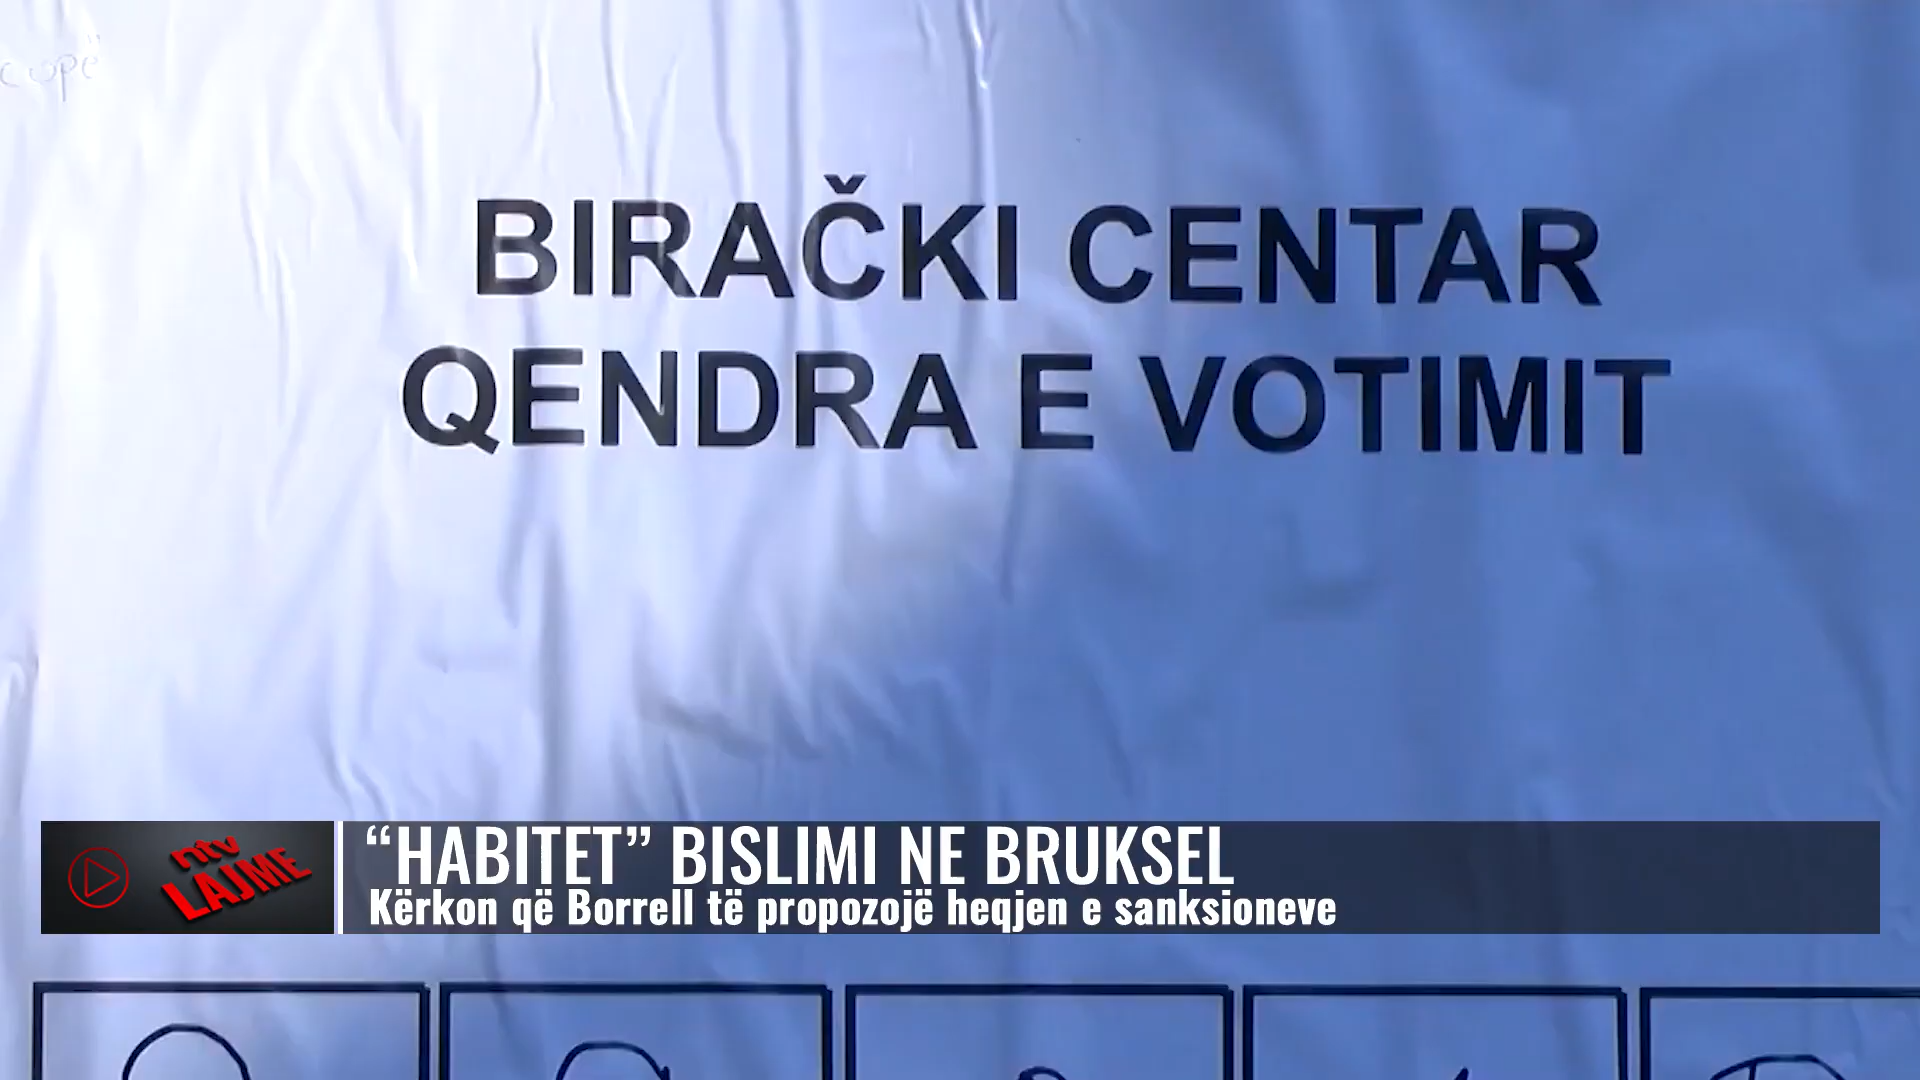 BIRAČKI CENTAR
QENDRA E VOTIMIT
ntv
LAJME
“HABITET” BISLIMI NE BRUKSEL
Kërkon që Borrell të propozojë heqjen e sanksioneve